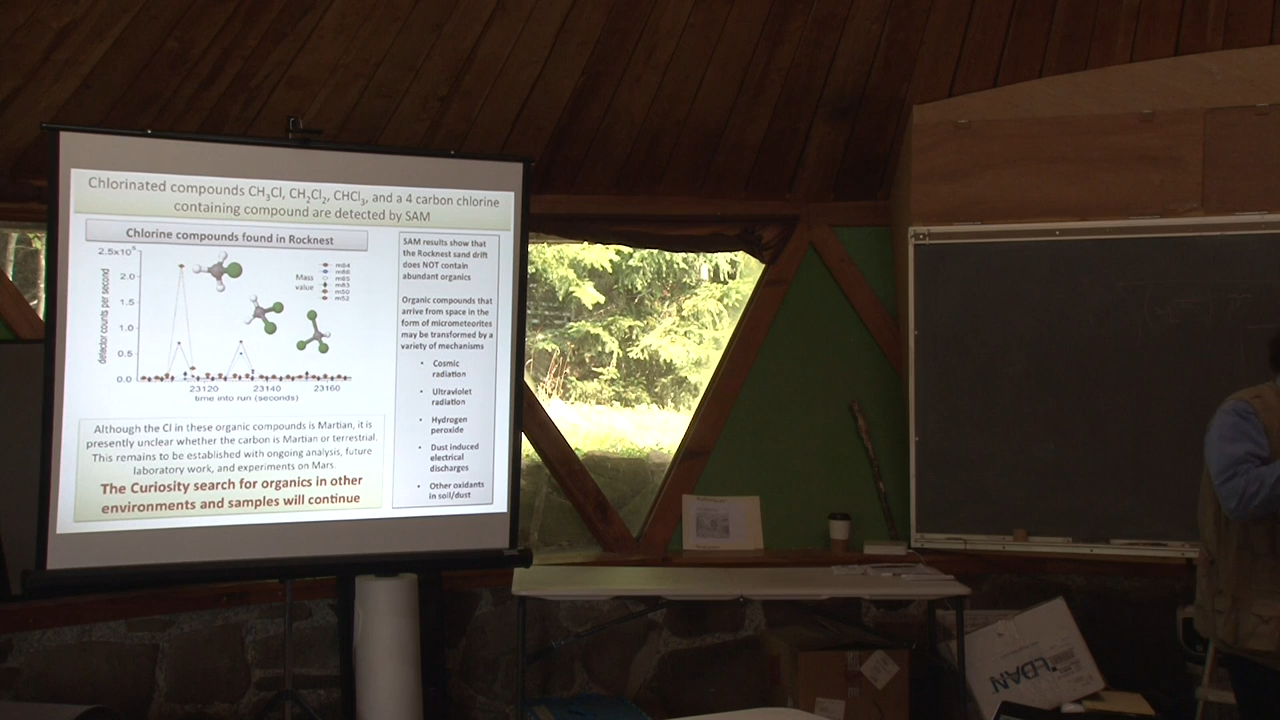 Chlorinated compounds CH3Cl, CH2Cl2, CHCl3, and a 4 carbon chlorine
containing compound are detected by SAM
Chlorine compounds found in Rocknest
2.5x10⁶
2.0
1.5
1.0
0.5
0.0
detector counts per second
Mass
value
m84
m86
m85
m83
m50
m52
23120
23140
23160
time into run (seconds)
SAM results show that
the Rocknest sand drift
does NOT contain
abundant organics
Organic compounds that
arrive from space in the
form of micrometeorites
may be transformed by a
variety of mechanisms
• Cosmic
radiation
• Ultraviolet
radiation
• Hydrogen
peroxide
• Dust induced
electrical
discharges
• Other oxidants
in soil/dust
Although the Cl in these organic compounds is Martian, it is
presently unclear whether the carbon is Martian or terrestrial.
This remains to be established with ongoing analysis, future
laboratory work, and experiments on Mars.
The Curiosity search for organics in other
environments and samples will continue